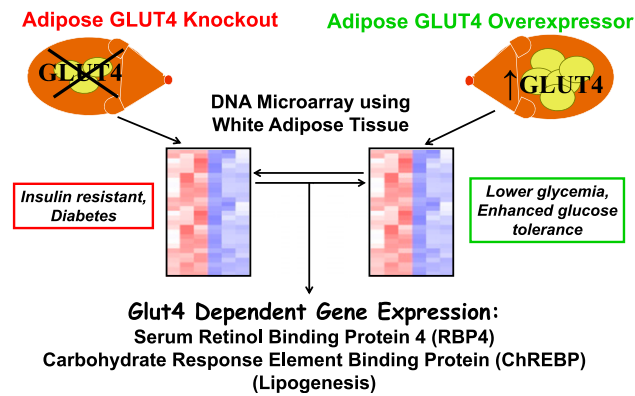 Adipose GLUT4 Knockout
Adipose GLUT4 Overexpressor
GLUT4
↑GLUT4
DNA Microarray using
White Adipose Tissue
Insulin resistant,
Diabetes
Lower glycemia,
Enhanced glucose
tolerance
Glut4 Dependent Gene Expression:
Serum Retinol Binding Protein 4 (RBP4)
Carbohydrate Response Element Binding Protein (ChREBP)
(Lipogenesis)